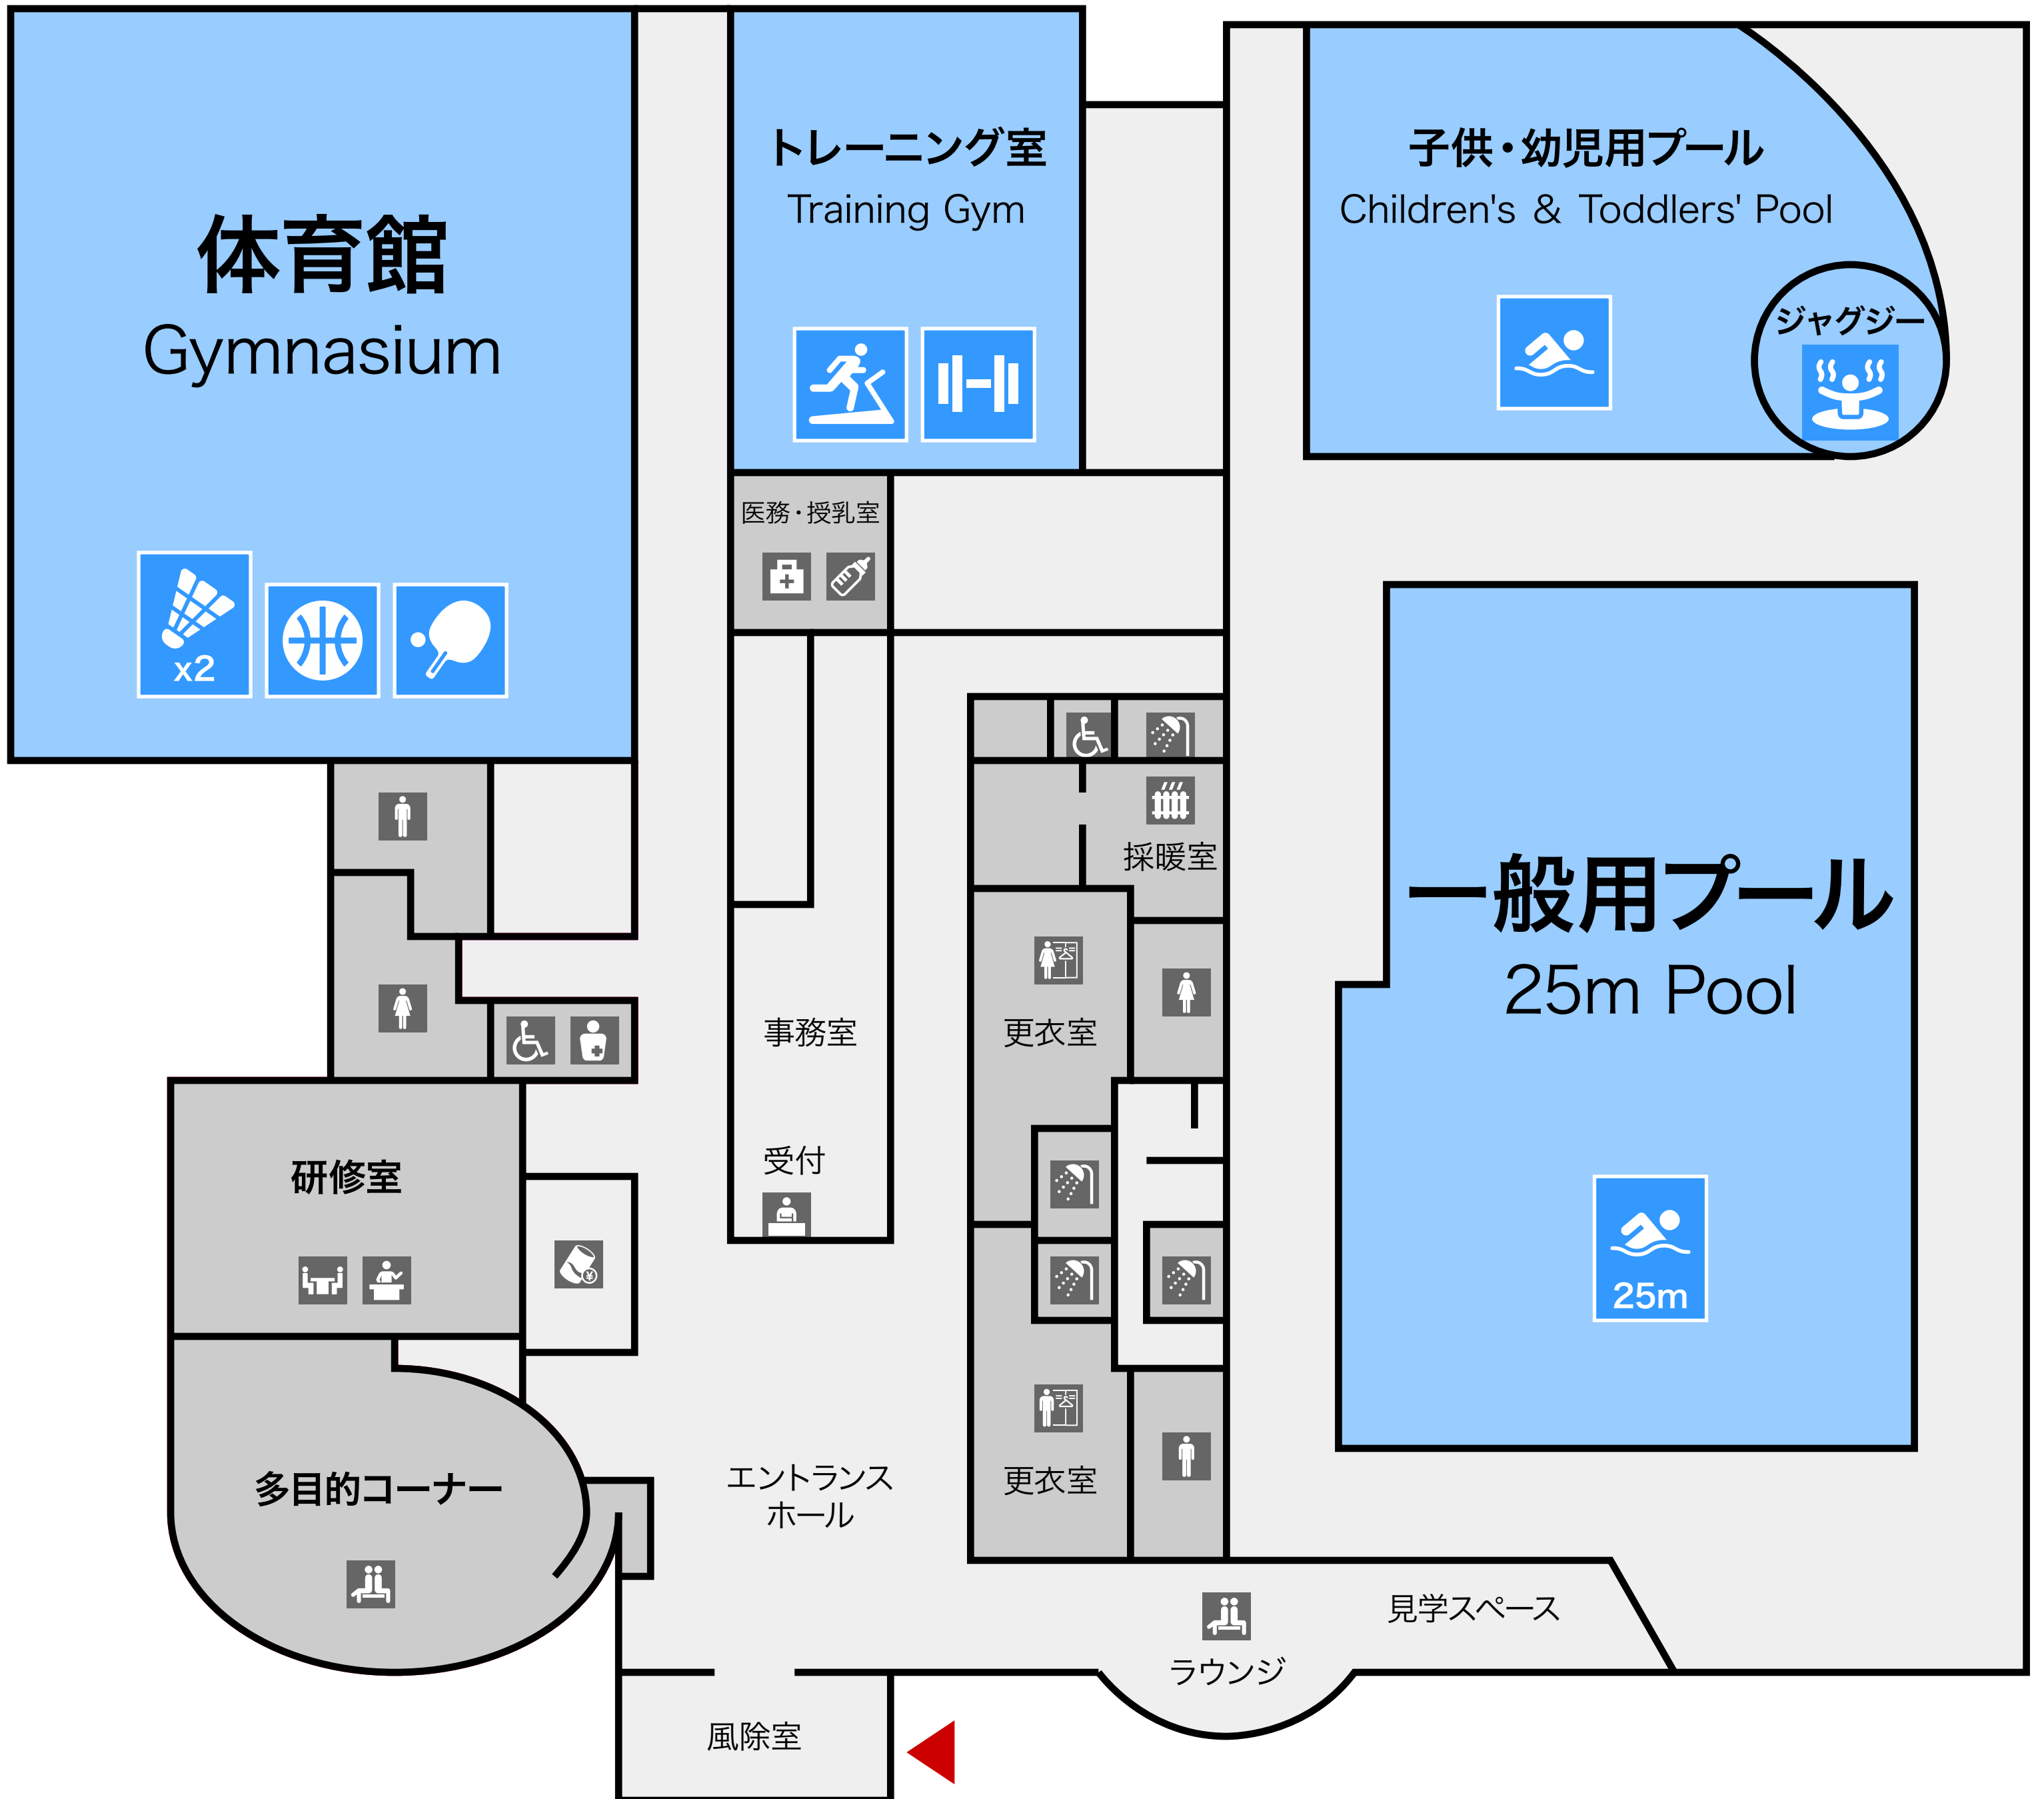 体育館
Gymnasium
x2
トレーニング室
Training Gym
子供・幼児用プール
Children's & Toddlers' Pool
ジャグジー
医務・授乳室
採暖室
一般用プール
25m Pool
25m
事務室
更衣室
受付
研修室
¥
多目的コーナー
エントランス
ホール
更衣室
見学スペース
ラウンジ
風除室